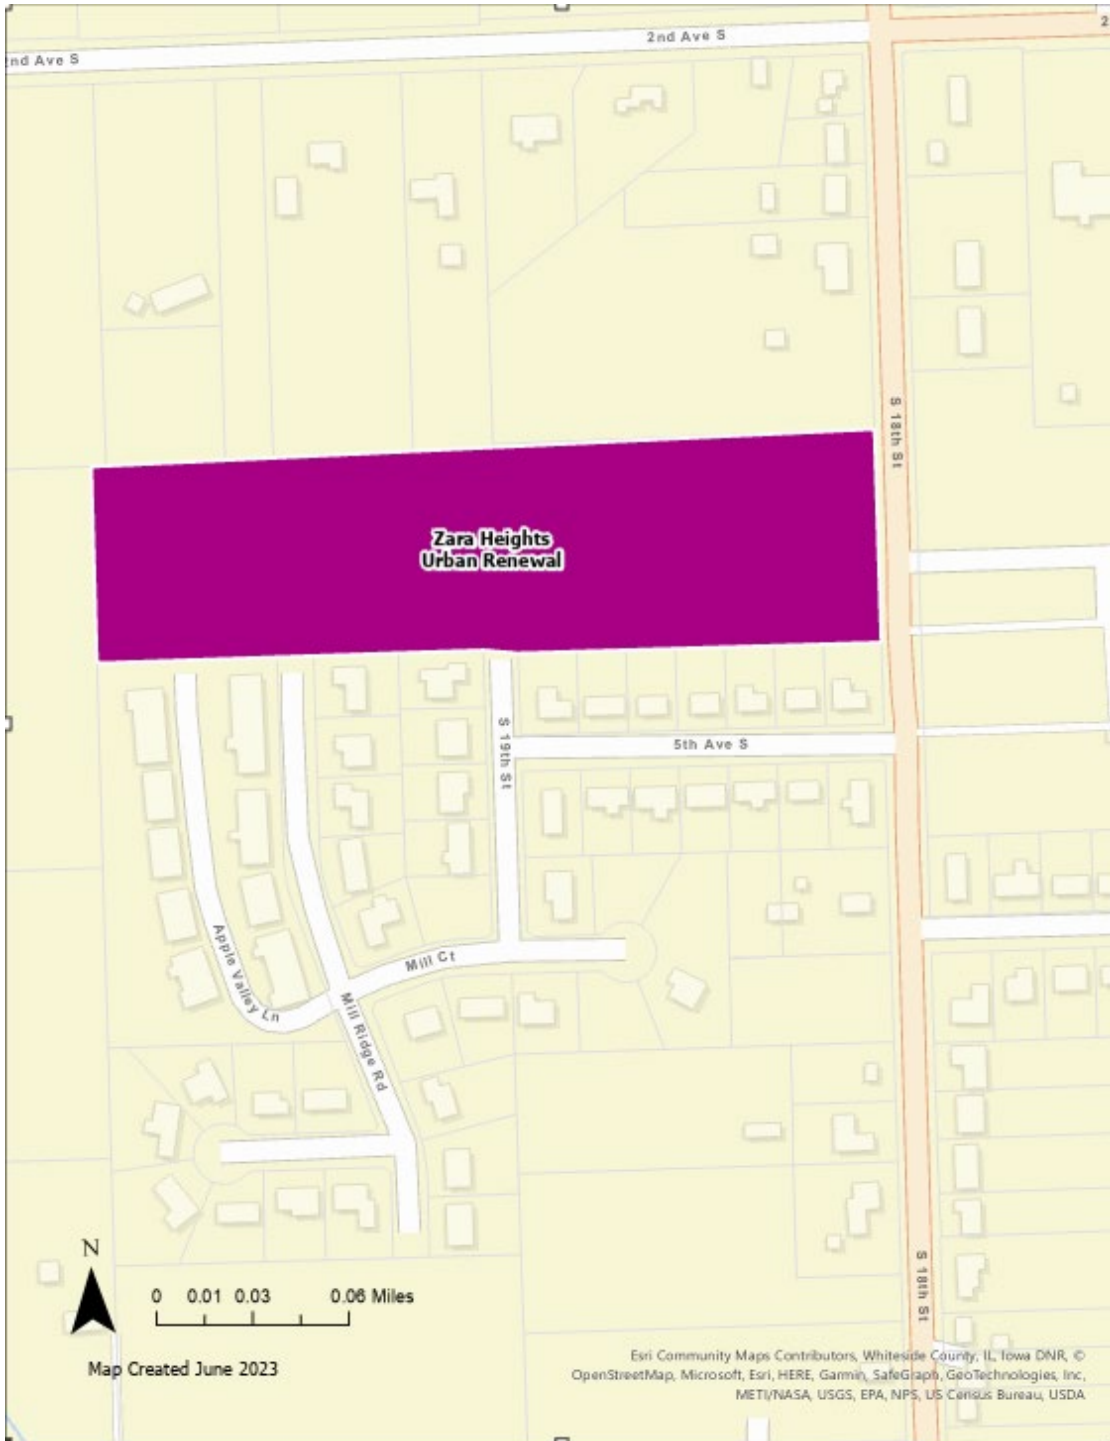 2nd Ave S
nd Ave S
2
S 18th St
Zara Heights
Urban Renewal
S 19th St
5th Ave S
Apple Valley Ln
Mill Ct
Mill Ridge Rd
S 18th St
N
0 0.01 0.03 0.06 Miles
Map Created June 2023
Esri Community Maps Contributors, Whiteside County, IL, Iowa DNR, ©
OpenStreetMap, Microsoft, Esri, HERE, Garmin, SafeGraph, GeoTechnologies, Inc,
METI/NASA, USGS, EPA, NPS, US Census Bureau, USDA